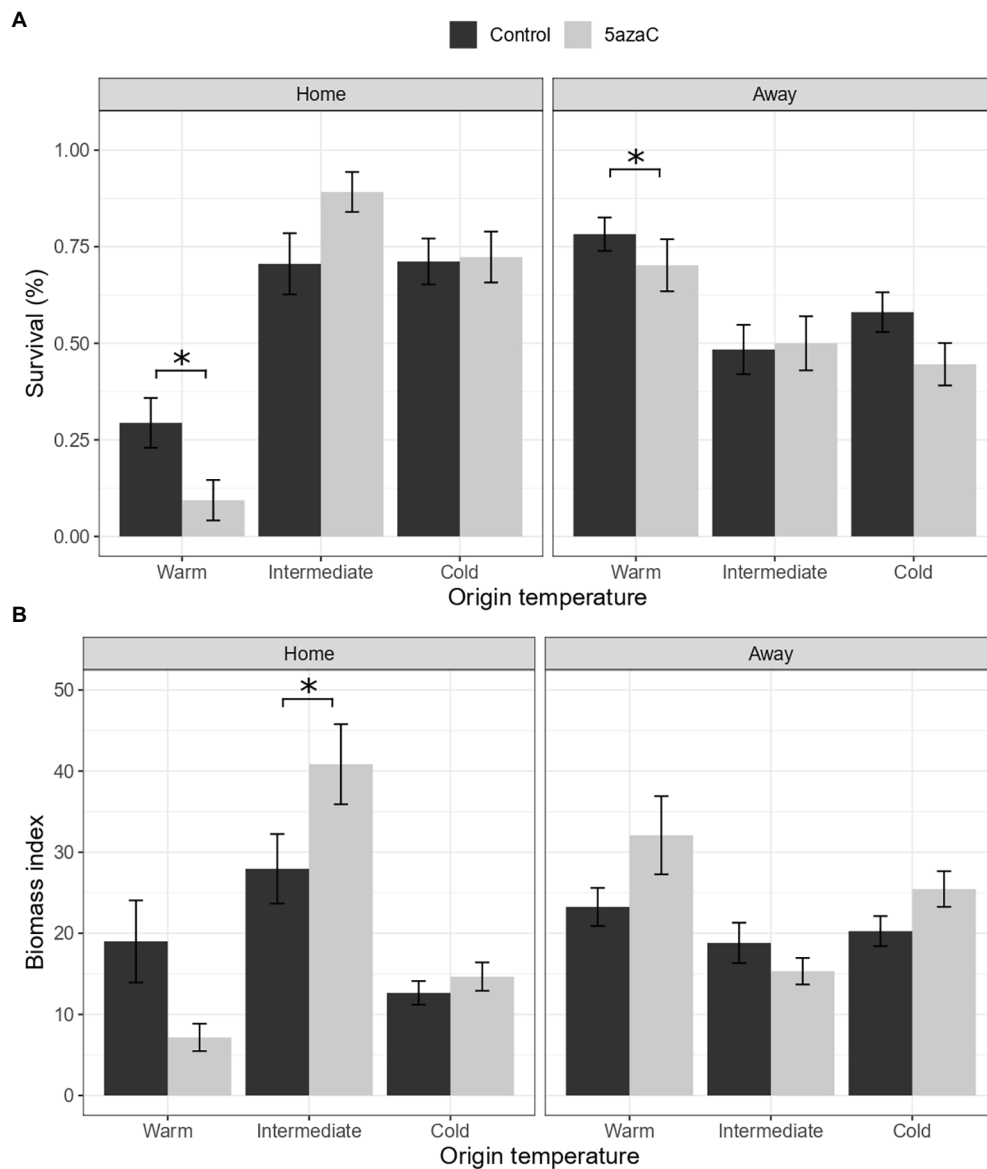 A
Control 5azaC
Home Away
Survival (%)
1.00
0.75
0.50
0.25
0.00
* *
Warm Intermediate Cold Warm Intermediate Cold
Origin temperature
B
Home Away
Biomass index
50
40
30
20
10
0
*
Warm Intermediate Cold Warm Intermediate Cold
Origin temperature